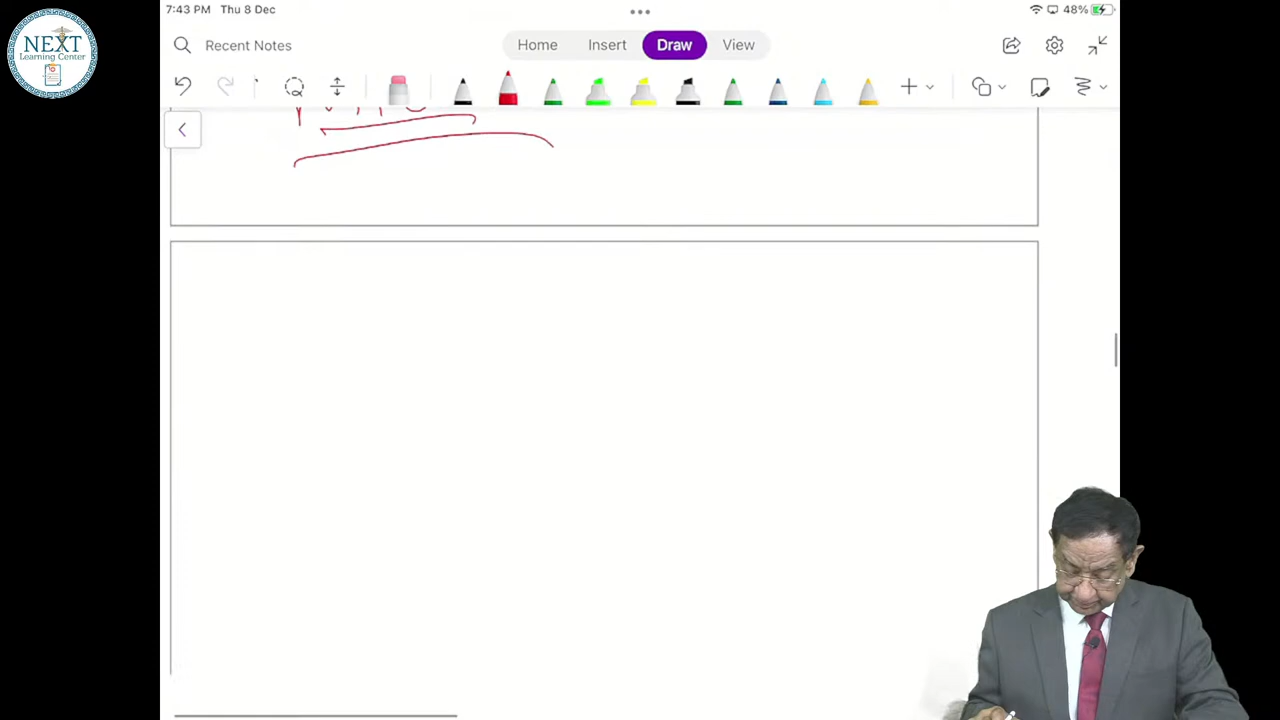 7:43 PM Thu 8 Dec
48%
NEXT
Learning Center
Recent Notes
Home Insert Draw View